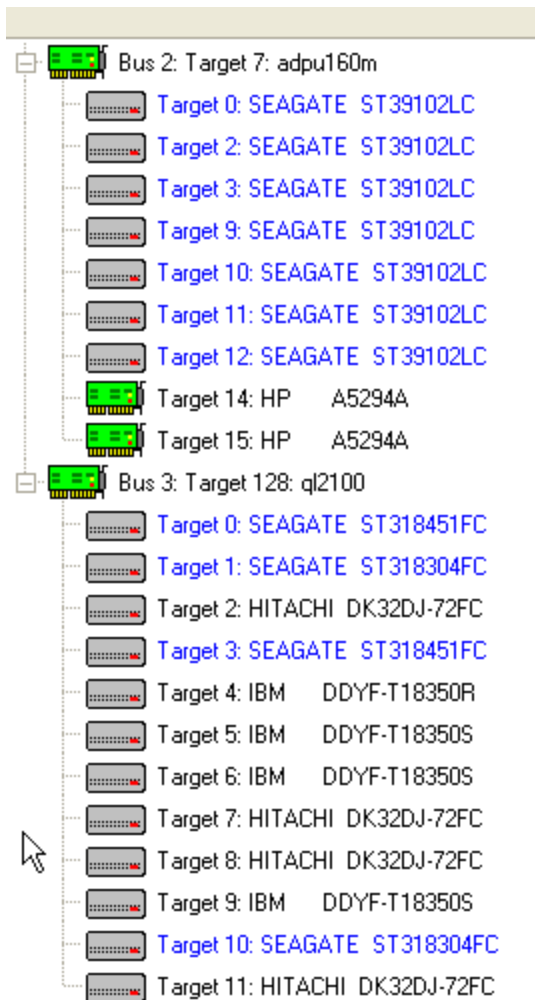 Bus 2: Target 7: adpu160m
Target 0: SEAGATE ST39102LC
Target 2: SEAGATE ST39102LC
Target 3: SEAGATE ST39102LC
Target 9: SEAGATE ST39102LC
Target 10: SEAGATE ST39102LC
Target 11: SEAGATE ST39102LC
Target 12: SEAGATE ST39102LC
Target 14: HP A5294A
Target 15: HP A5294A
Bus 3: Target 128: ql2100
Target 0: SEAGATE ST318451FC
Target 1: SEAGATE ST318304FC
Target 2: HITACHI DK32DJ-72FC
Target 3: SEAGATE ST318451FC
Target 4: IBM DDYF-T18350R
Target 5: IBM DDYF-T18350S
Target 6: IBM DDYF-T18350S
Target 7: HITACHI DK32DJ-72FC
Target 8: HITACHI DK32DJ-72FC
Target 9: IBM DDYF-T18350S
Target 10: SEAGATE ST318304FC
Target 11: HITACHI DK32DJ-72FC